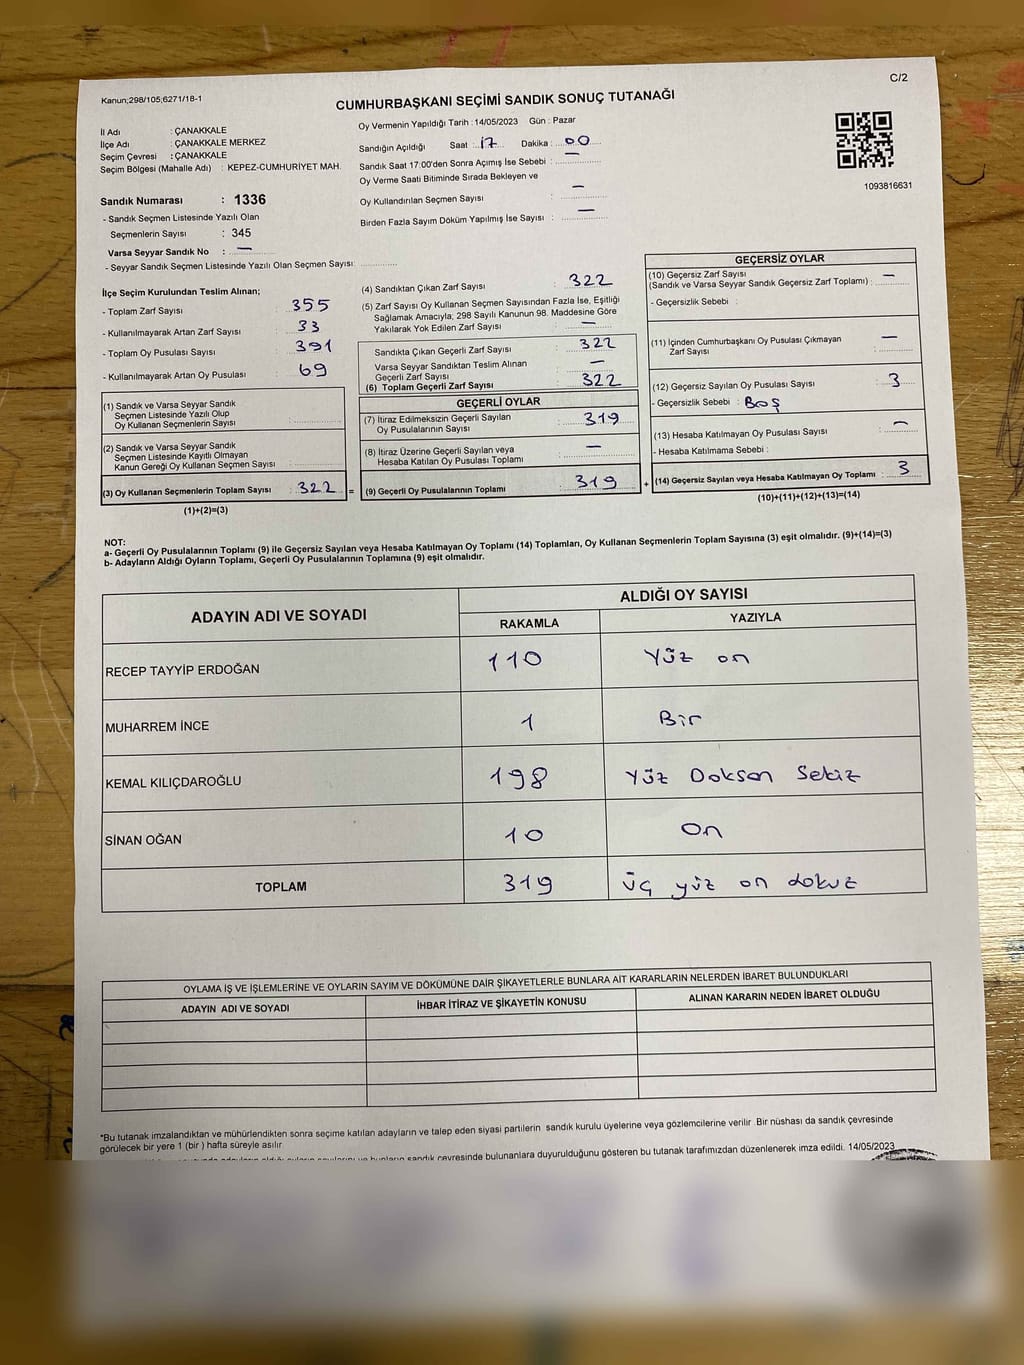 C/2
Kanun;298/105;6271/18-1
CUMHURBAŞKANI SEÇİMİ SANDIK SONUÇ TUTANAĞI
İl Adı : ÇANAKKALE
İlçe Adı : ÇANAKKALE MERKEZ
Seçim Çevresi : ÇANAKKALE
Seçim Bölgesi (Mahalle Adı) : KEPEZ-CUMHURİYET MAH.
Sandık Numarası : 1336
- Sandık Seçmen Listesinde Yazılı Olan
Seçmenlerin Sayısı : 345
Varsa Seyyar Sandık No : —
- Seyyar Sandık Seçmen Listesinde Yazılı Olan Seçmen Sayısı:
Oy Vermenin Yapıldığı Tarih : 14/05/2023 Gün : Pazar
Sandığın Açıldığı Saat : 17 Dakika : 00
Sandık Saat 17:00'den Sonra Açımış İse Sebebi : —
Oy Verme Saati Bitiminde Sırada Bekleyen ve
Oy Kullandırılan Seçmen Sayısı : —
Birden Fazla Sayım Döküm Yapılmış İse Sayısı : —
1093816631
İlçe Seçim Kurulundan Teslim Alınan;
- Toplam Zarf Sayısı : 355
- Kullanılmayarak Artan Zarf Sayısı : 33
- Toplam Oy Pusulası Sayısı : 391
- Kullanılmayarak Artan Oy Pusulası : 69
(1) Sandık ve Varsa Seyyar Sandık
Seçmen Listesinde Yazılı Olup
Oy Kullanan Seçmenlerin Sayısı :
(2) Sandık ve Varsa Seyyar Sandık
Seçmen Listesinde Kayıtlı Olmayan
Kanun Gereği Oy Kullanan Seçmen Sayısı :
(3) Oy Kullanan Seçmenlerin Toplam Sayısı : 322
(1)+(2)=(3)
(4) Sandıktan Çıkan Zarf Sayısı : 322
(5) Zarf Sayısı Oy Kullanan Seçmen Sayısından Fazla İse, Eşitliği
Sağlamak Amacıyla, 298 Sayılı Kanunun 98. Maddesine Göre
Yakılarak Yok Edilen Zarf Sayısı : —
Sandıkta Çıkan Geçerli Zarf Sayısı : 322
Varsa Seyyar Sandıktan Teslim Alınan
Geçerli Zarf Sayısı : —
(6) Toplam Geçerli Zarf Sayısı : 322
GEÇERLİ OYLAR
(7) İtiraz Edilmeksizin Geçerli Sayılan
Oy Pusulalarının Sayısı : 319
(8) İtiraz Üzerine Geçerli Sayılan veya
Hesaba Katılan Oy Pusulası Toplamı : —
= (9) Geçerli Oy Pusulalarının Toplamı : 319
GEÇERSİZ OYLAR
(10) Geçersiz Zarf Sayısı
(Sandık ve Varsa Seyyar Sandık Geçersiz Zarf Toplamı) : —
- Geçersizlik Sebebi :
(11) İçinden Cumhurbaşkanı Oy Pusulası Çıkmayan
Zarf Sayısı : —
(12) Geçersiz Sayılan Oy Pusulası Sayısı : 3
- Geçersizlik Sebebi : Boş
(13) Hesaba Katılmayan Oy Pusulası Sayısı : —
- Hesaba Katılmama Sebebi :
+ (14) Geçersiz Sayılan veya Hesaba Katılmayan Oy Toplamı : 3
(10)+(11)+(12)+(13)=(14)
NOT:
a- Geçerli Oy Pusulalarının Toplamı (9) ile Geçersiz Sayılan veya Hesaba Katılmayan Oy Toplamı (14) Toplamları, Oy Kullanan Seçmenlerin Toplam Sayısına (3) eşit olmalıdır. (9)+(14)=(3)
b- Adayların Aldığı Oyların Toplamı, Geçerli Oy Pusulalarının Toplamına (9) eşit olmalıdır.
ADAYIN ADI VE SOYADI
ALDIĞI OY SAYISI
RAKAMLA YAZIYLA
RECEP TAYYİP ERDOĞAN 110 Yüz on
MUHARREM İNCE 1 Bir
KEMAL KILIÇDAROĞLU 198 Yüz Doksan Sekiz
SİNAN OĞAN 10 On
TOPLAM 319 üç yüz on dokuz
OYLAMA İŞ VE İŞLEMLERİNE VE OYLARIN SAYIM VE DÖKÜMÜNE DAİR ŞİKAYETLERLE BUNLARA AİT KARARLARIN NELERDEN İBARET BULUNDUKLARI
ADAYIN ADI VE SOYADI İHBAR İTİRAZ VE ŞİKAYETİN KONUSU ALINAN KARARIN NEDEN İBARET OLDUĞU
*Bu tutanak imzalandıktan ve mühürlendikten sonra seçime katılan adayların ve talep eden siyasi partilerin sandık kurulu üyelerine veya gözlemcilerine verilir. Bir nüshası da sandık çevresinde
görülecek bir yere 1 (bir ) hafta süreyle asılır
sandık çevresinde bulunanlara duyurulduğunu gösteren bu tutanak tarafımızdan düzenlenerek imza edildi. 14/05/2023